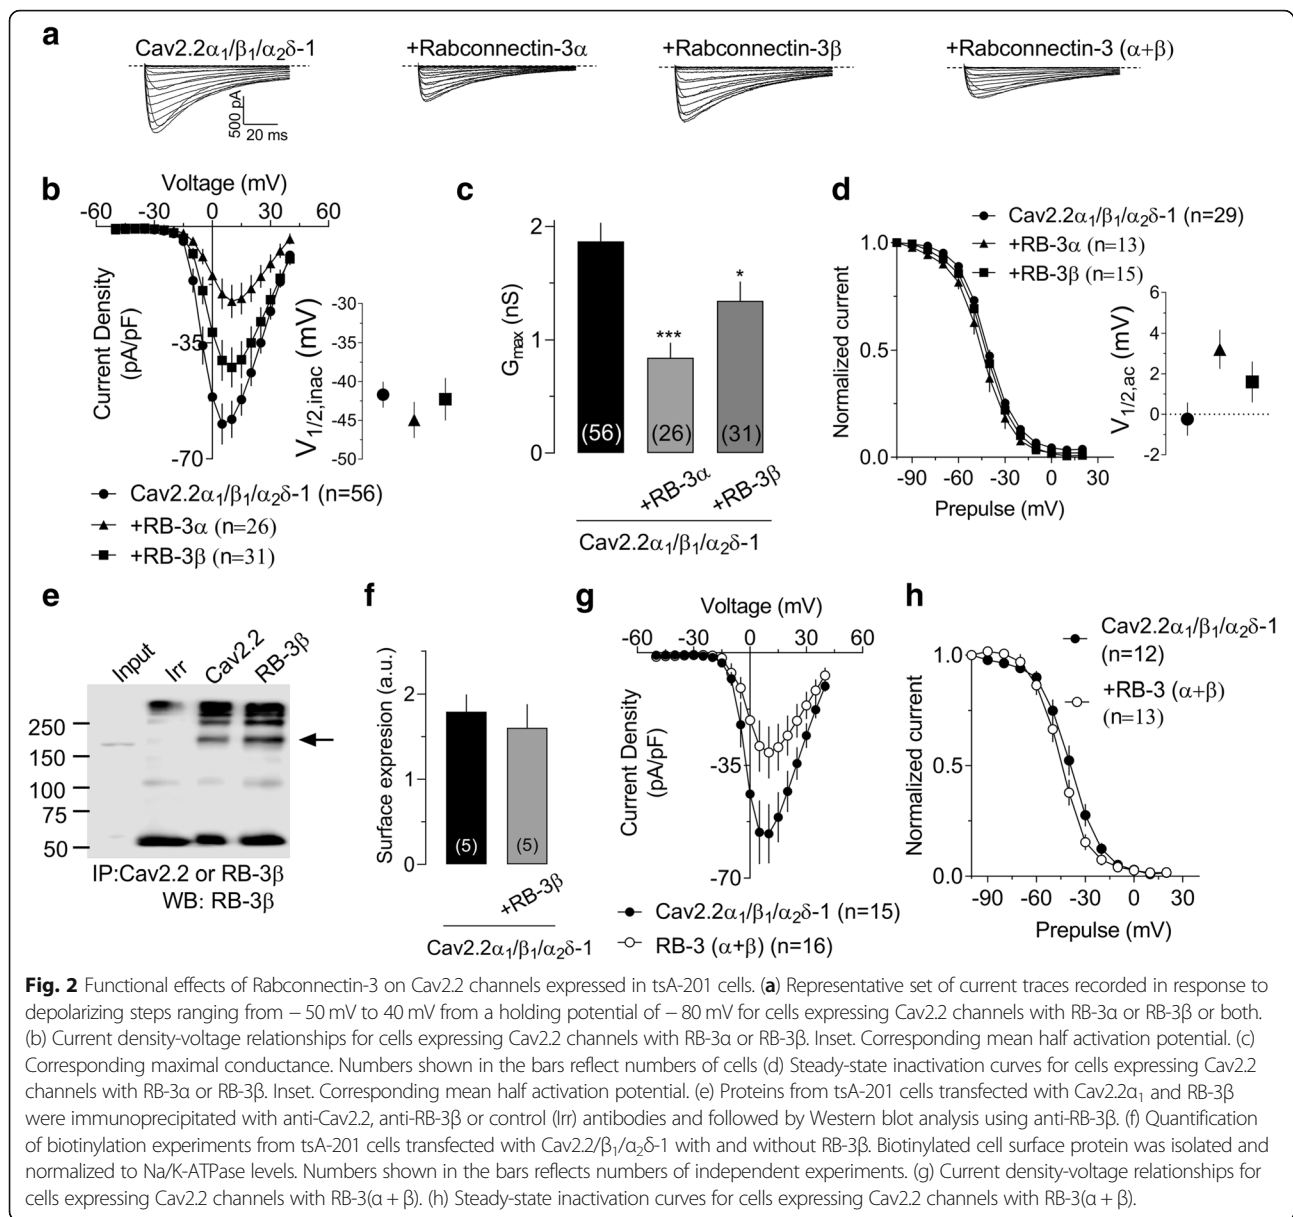 a
Cav2.2α1/β1/α2δ-1
+Rabconnectin-3α
+Rabconnectin-3β
+Rabconnectin-3 (α+β)
500 pA
20 ms
b
Voltage (mV)
-60 -30 0 30 60
Current Density
(pA/pF)
-35
-70
V1/2,inac (mV)
-30
-35
-40
-45
-50
Cav2.2α1/β1/α2δ-1 (n=56)
+RB-3α (n=26)
+RB-3β (n=31)
c
Gmax (nS)
2
1
0
***
*
(56)
(26)
(31)
+RB-3α
+RB-3β
Cav2.2α1/β1/α2δ-1
d
Cav2.2α1/β1/α2δ-1 (n=29)
+RB-3α (n=13)
+RB-3β (n=15)
Normalized current
1.0
0.5
0.0
-90 -60 -30 0 30
Prepulse (mV)
V1/2,ac (mV)
6
4
2
0
-2
e
Input
Irr
Cav2.2
RB-3β
250
150
100
75
50
IP:Cav2.2 or RB-3β
WB: RB-3β
f
Surface expresion (a.u.)
2
1
0
(5)
(5)
+RB-3β
Cav2.2α1/β1/α2δ-1
g
Voltage (mV)
-60 -30 0 30 60
Current Density
(pA/pF)
-35
-70
Cav2.2α1/β1/α2δ-1 (n=15)
RB-3 (α+β) (n=16)
h
Cav2.2α1/β1/α2δ-1
(n=12)
+RB-3 (α+β)
(n=13)
Normalized current
1.0
0.5
0.0
-90 -60 -30 0 30
Prepulse (mV)
Fig. 2 Functional effects of Rabconnectin-3 on Cav2.2 channels expressed in tsA-201 cells. (a) Representative set of current traces recorded in response to
depolarizing steps ranging from − 50 mV to 40 mV from a holding potential of − 80 mV for cells expressing Cav2.2 channels with RB-3α or RB-3β or both.
(b) Current density-voltage relationships for cells expressing Cav2.2 channels with RB-3α or RB-3β. Inset. Corresponding mean half activation potential. (c)
Corresponding maximal conductance. Numbers shown in the bars reflect numbers of cells (d) Steady-state inactivation curves for cells expressing Cav2.2
channels with RB-3α or RB-3β. Inset. Corresponding mean half activation potential. (e) Proteins from tsA-201 cells transfected with Cav2.2α1 and RB-3β
were immunoprecipitated with anti-Cav2.2, anti-RB-3β or control (Irr) antibodies and followed by Western blot analysis using anti-RB-3β. (f) Quantification
of biotinylation experiments from tsA-201 cells transfected with Cav2.2/β1/α2δ-1 with and without RB-3β. Biotinylated cell surface protein was isolated and
normalized to Na/K-ATPase levels. Numbers shown in the bars reflects numbers of independent experiments. (g) Current density-voltage relationships for
cells expressing Cav2.2 channels with RB-3(α + β). (h) Steady-state inactivation curves for cells expressing Cav2.2 channels with RB-3(α + β).